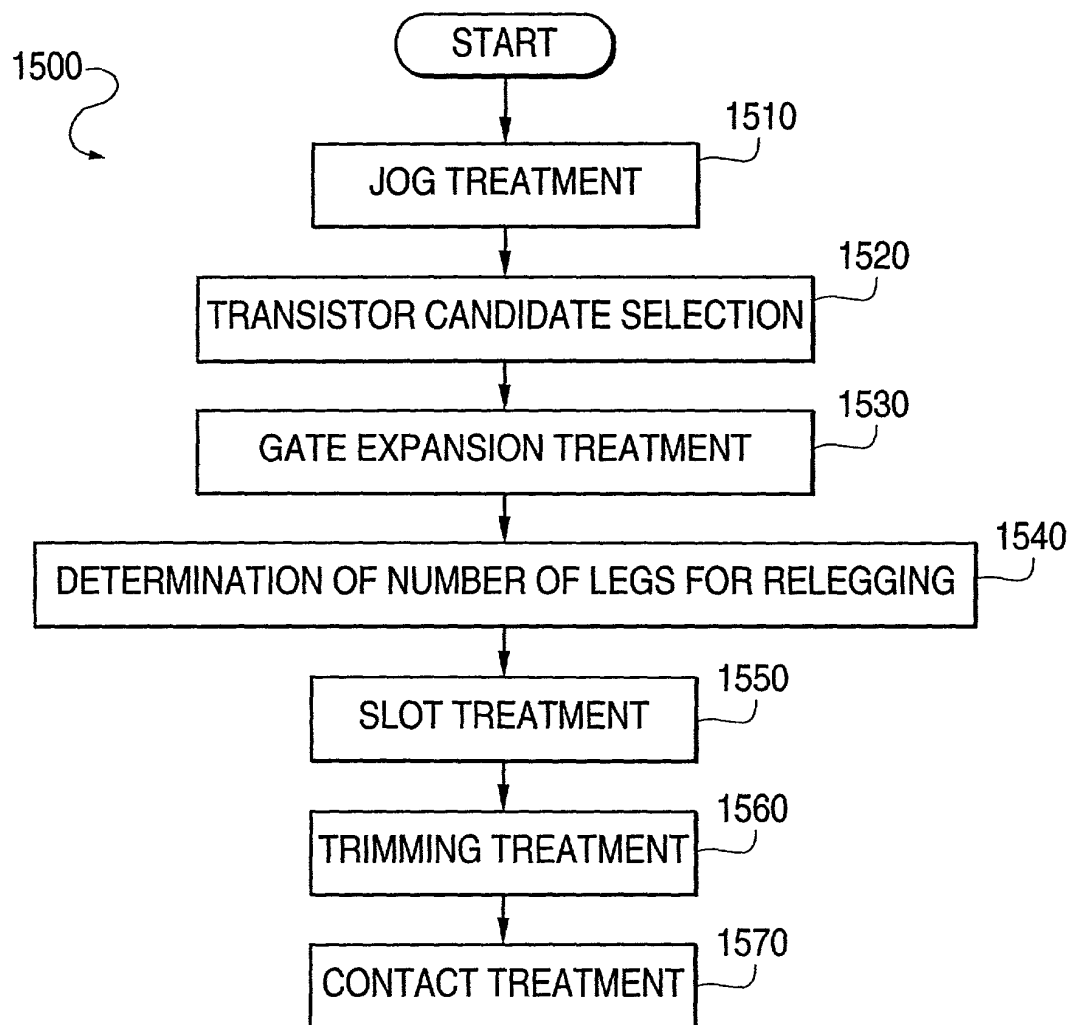 START
1500
1510
JOG TREATMENT
1520
TRANSISTOR CANDIDATE SELECTION
1530
GATE EXPANSION TREATMENT
1540
DETERMINATION OF NUMBER OF LEGS FOR RELEGGING
1550
SLOT TREATMENT
1560
TRIMMING TREATMENT
1570
CONTACT TREATMENT